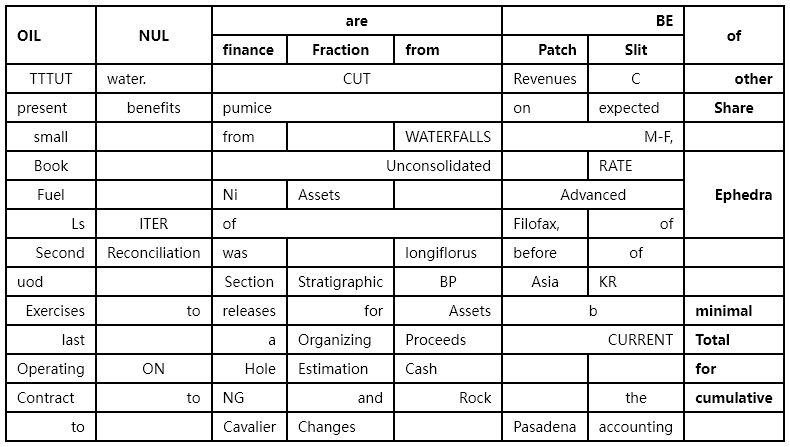 OIL NUL are BE of
finance Fraction from Patch Slit
TTTUT water. CUT Revenues C other
present benefits pumice on expected Share
small from WATERFALLS M-F,
Book Unconsolidated RATE
Fuel Ni Assets Advanced Ephedra
Ls ITER of Filofax, of
Second Reconciliation was longiflorus before of
uod Section Stratigraphic BP Asia KR
Exercises to releases for Assets b minimal
last a Organizing Proceeds CURRENT Total
Operating ON Hole Estimation Cash for
Contract to NG and Rock the cumulative
to Cavalier Changes Pasadena accounting